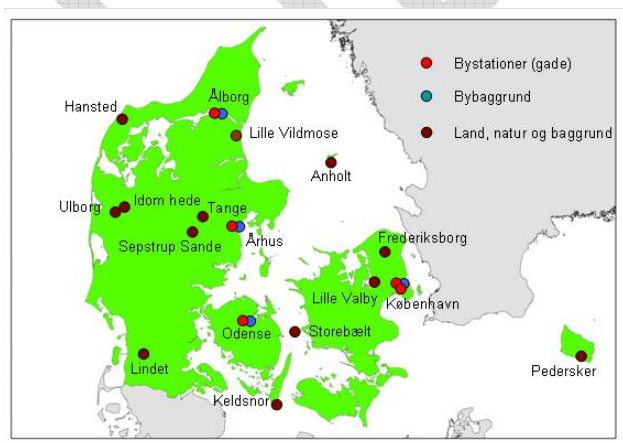 Bystationer (gade)
Bybaggrund
Land, natur og baggrund
Hansted
Ålborg
Lille Vildmose
Anholt
Ulborg
Idom hede
Tange
Sepstrup Sande
Århus
Frederiksborg
Lille Valby
København
Odense
Storebælt
Lindet
Keldsnor
Pedersker